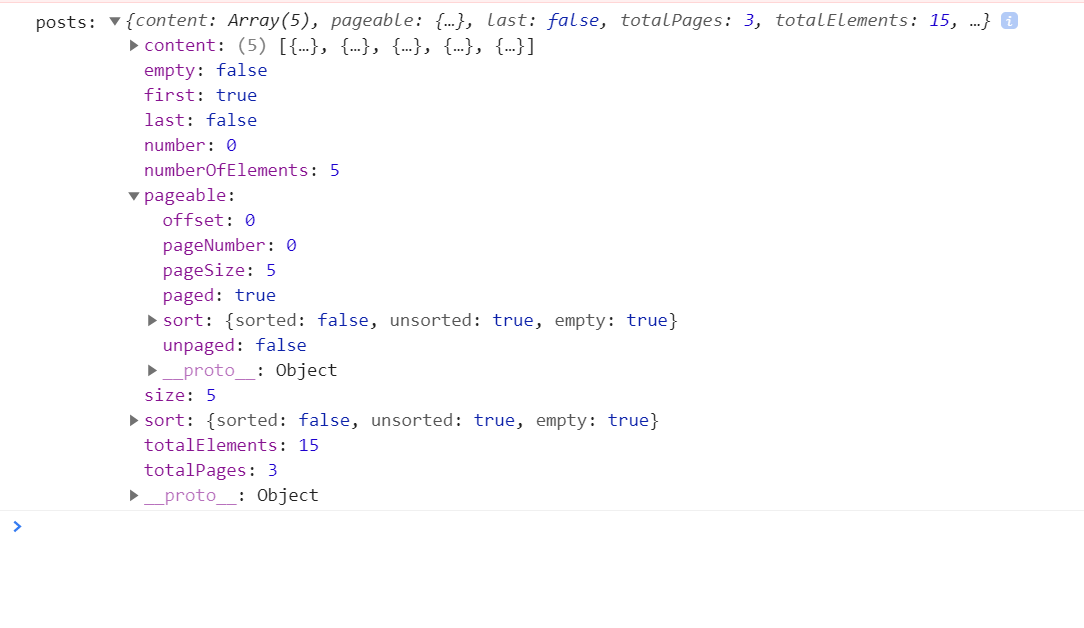 posts: ▼{content: Array(5), pageable: {…}, last: false, totalPages: 3, totalElements: 15, …} i
▶content: (5) [{…}, {…}, {…}, {…}, {…}]
empty: false
first: true
last: false
number: 0
numberOfElements: 5
▼pageable:
offset: 0
pageNumber: 0
pageSize: 5
paged: true
▶sort: {sorted: false, unsorted: true, empty: true}
unpaged: false
▶__proto__: Object
size: 5
▶sort: {sorted: false, unsorted: true, empty: true}
totalElements: 15
totalPages: 3
▶__proto__: Object
>